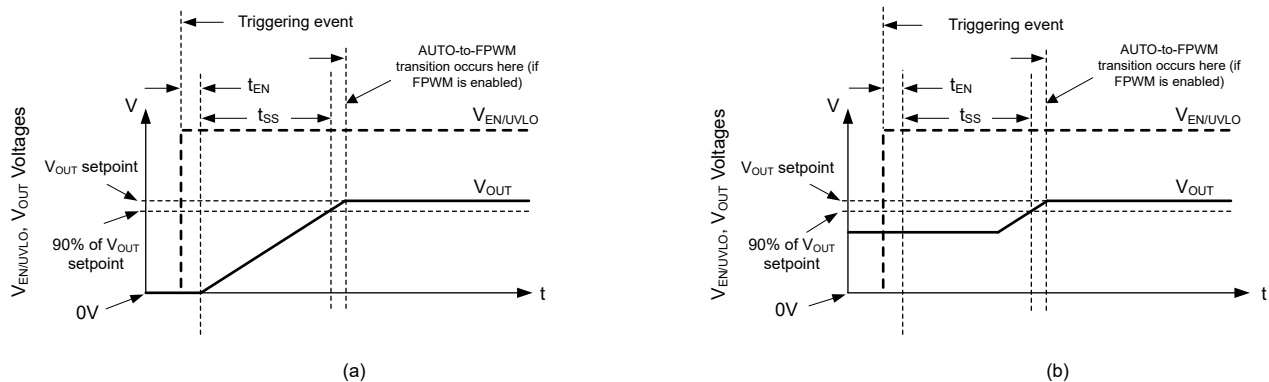 Triggering event
AUTO-to-FPWM
transition occurs here (if
FPWM is enabled)
tEN
V
tSS
VEN/UVLO
VEN/UVLO, VOUT Voltages
VOUT setpoint
VOUT
90% of VOUT
setpoint
0V
t
(a)
Triggering event
AUTO-to-FPWM
transition occurs here (if
FPWM is enabled)
tEN
V
tSS
VEN/UVLO
VEN/UVLO, VOUT Voltages
VOUT setpoint
VOUT
90% of VOUT
setpoint
0V
t
(b)